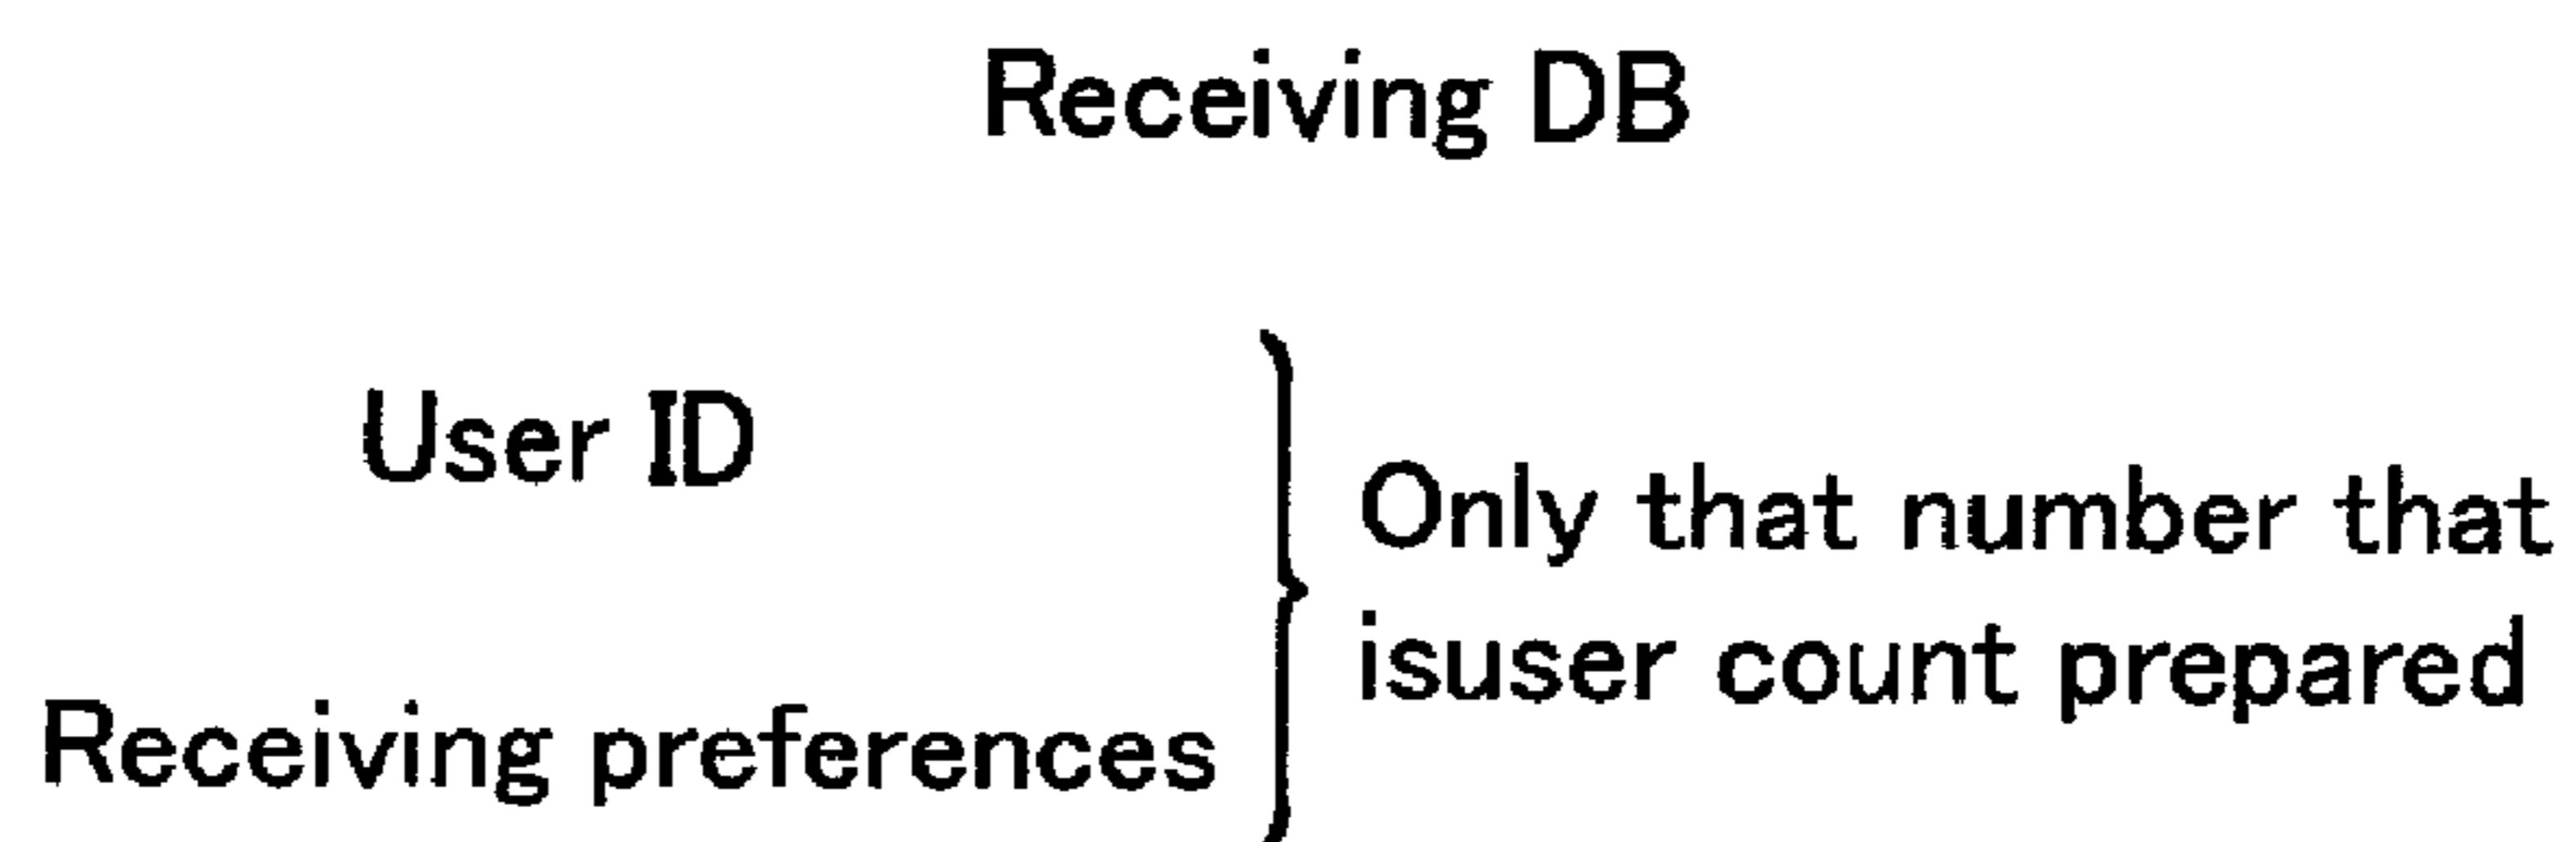 Receiving DB
User ID
Only that number that
isuser count prepared
Receiving preferences